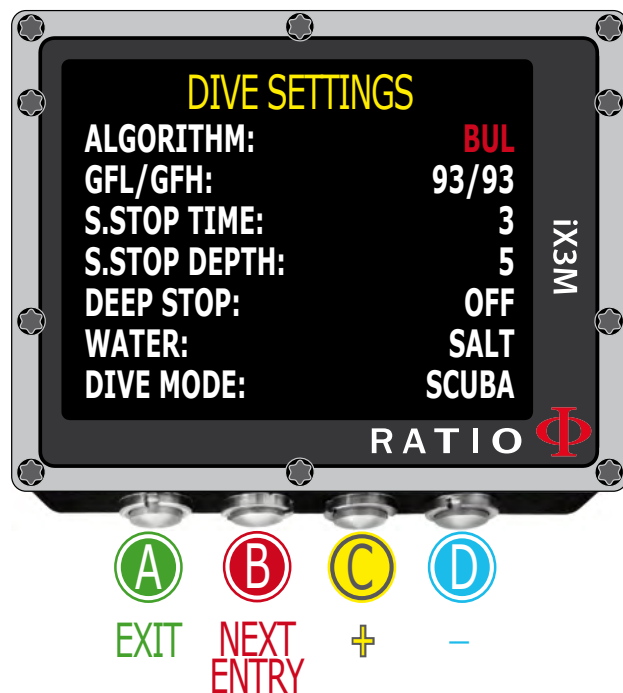 DIVE SETTINGS
ALGORITHM: BUL
GFL/GFH: 93/93
S.STOP TIME: 3
S.STOP DEPTH: 5
DEEP STOP: OFF
WATER: SALT
DIVE MODE: SCUBA
iX3M
RATIO
A B C D
EXIT NEXT ENTRY + –